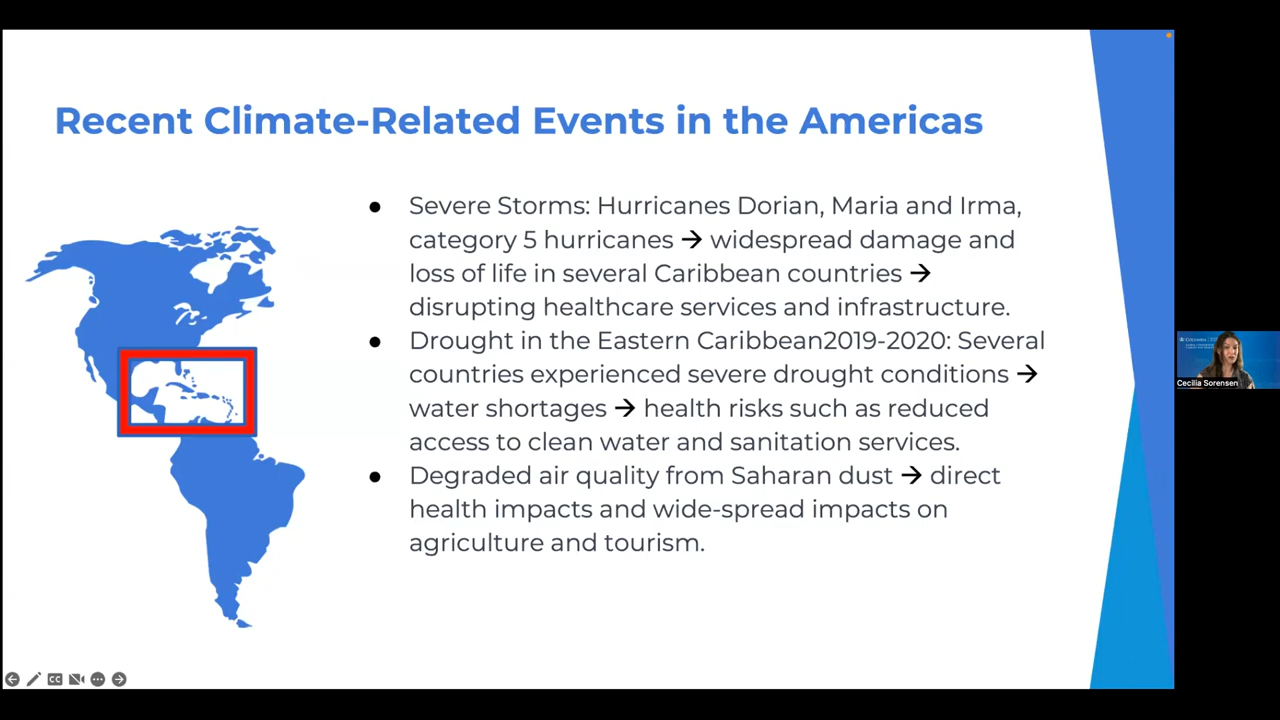 Recent Climate-Related Events in the Americas
● Severe Storms: Hurricanes Dorian, Maria and Irma,
category 5 hurricanes → widespread damage and
loss of life in several Caribbean countries →
disrupting healthcare services and infrastructure.
● Drought in the Eastern Caribbean2019-2020: Several
countries experienced severe drought conditions →
water shortages → health risks such as reduced
access to clean water and sanitation services.
● Degraded air quality from Saharan dust → direct
health impacts and wide-spread impacts on
agriculture and tourism.
Cecilia Sorensen
CC